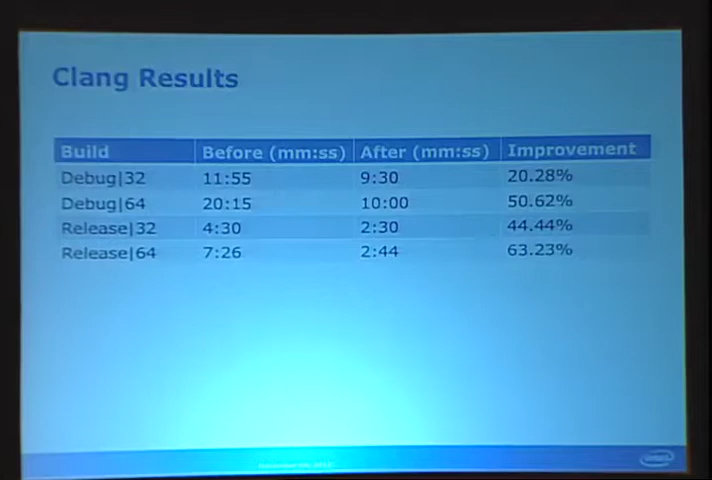 Clang Results
Build Before (mm:ss) After (mm:ss) Improvement
Debug|32 11:55 9:30 20.28%
Debug|64 20:15 10:00 50.62%
Release|32 4:30 2:30 44.44%
Release|64 7:26 2:44 63.23%
intel